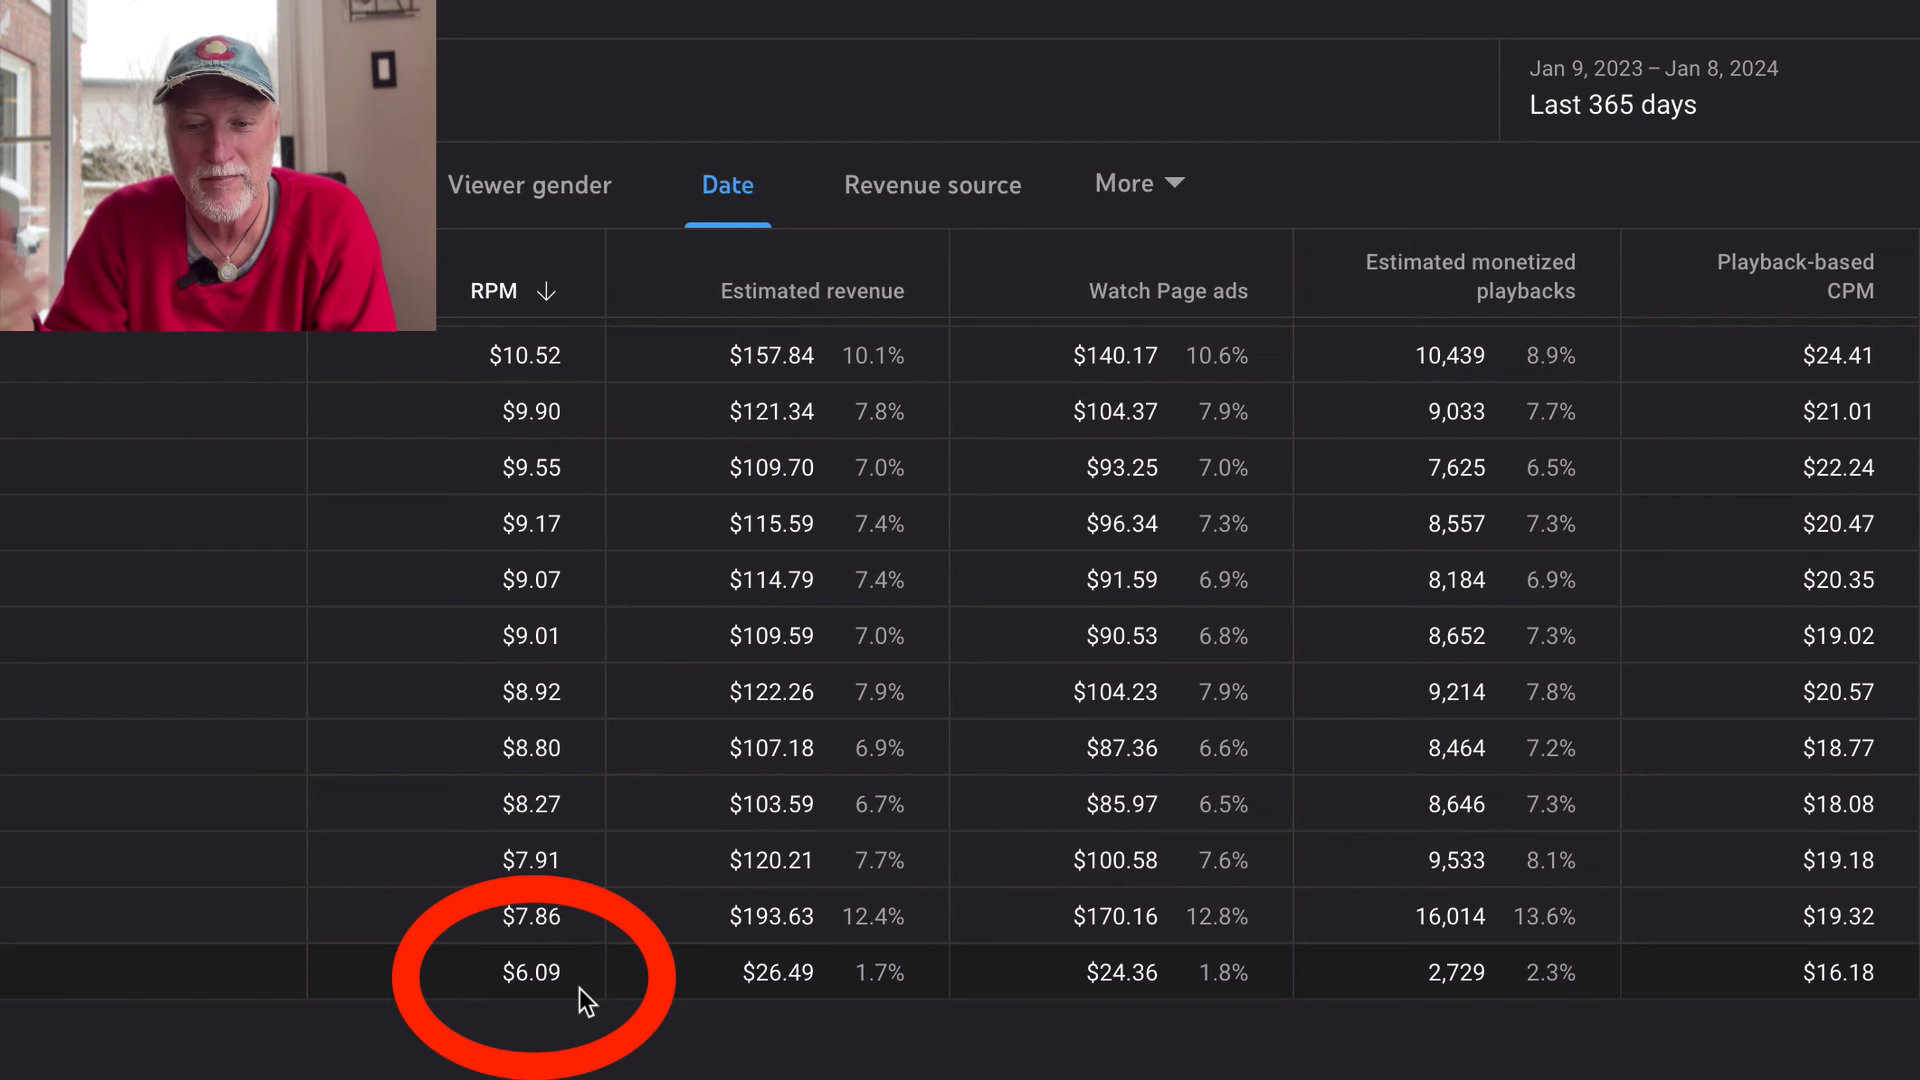 Jan 9, 2023 – Jan 8, 2024
Last 365 days
Viewer gender Date Revenue source More
RPM ↓ Estimated revenue Watch Page ads Estimated monetized playbacks Playback-based CPM
$10.52 $157.84 10.1% $140.17 10.6% 10,439 8.9% $24.41
$9.90 $121.34 7.8% $104.37 7.9% 9,033 7.7% $21.01
$9.55 $109.70 7.0% $93.25 7.0% 7,625 6.5% $22.24
$9.17 $115.59 7.4% $96.34 7.3% 8,557 7.3% $20.47
$9.07 $114.79 7.4% $91.59 6.9% 8,184 6.9% $20.35
$9.01 $109.59 7.0% $90.53 6.8% 8,652 7.3% $19.02
$8.92 $122.26 7.9% $104.23 7.9% 9,214 7.8% $20.57
$8.80 $107.18 6.9% $87.36 6.6% 8,464 7.2% $18.77
$8.27 $103.59 6.7% $85.97 6.5% 8,646 7.3% $18.08
$7.91 $120.21 7.7% $100.58 7.6% 9,533 8.1% $19.18
$7.86 $193.63 12.4% $170.16 12.8% 16,014 13.6% $19.32
$6.09 $26.49 1.7% $24.36 1.8% 2,729 2.3% $16.18